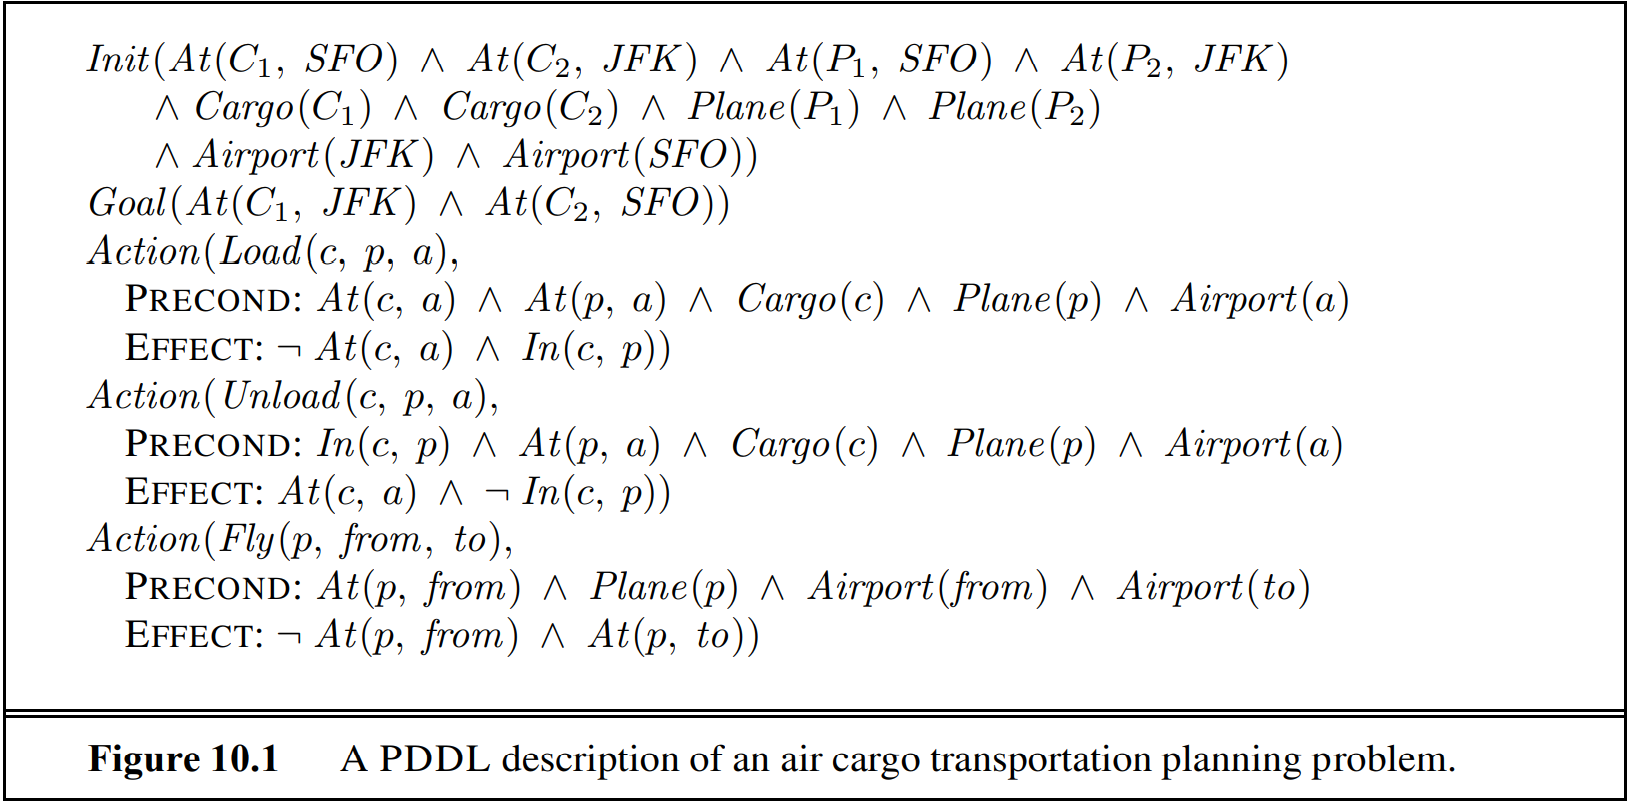 Init(At(C₁, SFO) ∧ At(C₂, JFK) ∧ At(P₁, SFO) ∧ At(P₂, JFK)
∧ Cargo(C₁) ∧ Cargo(C₂) ∧ Plane(P₁) ∧ Plane(P₂)
∧ Airport(JFK) ∧ Airport(SFO))
Goal(At(C₁, JFK) ∧ At(C₂, SFO))
Action(Load(c, p, a),
PRECOND: At(c, a) ∧ At(p, a) ∧ Cargo(c) ∧ Plane(p) ∧ Airport(a)
EFFECT: ¬ At(c, a) ∧ In(c, p))
Action(Unload(c, p, a),
PRECOND: In(c, p) ∧ At(p, a) ∧ Cargo(c) ∧ Plane(p) ∧ Airport(a)
EFFECT: At(c, a) ∧ ¬ In(c, p))
Action(Fly(p, from, to),
PRECOND: At(p, from) ∧ Plane(p) ∧ Airport(from) ∧ Airport(to)
EFFECT: ¬ At(p, from) ∧ At(p, to))
Figure 10.1 A PDDL description of an air cargo transportation planning problem.